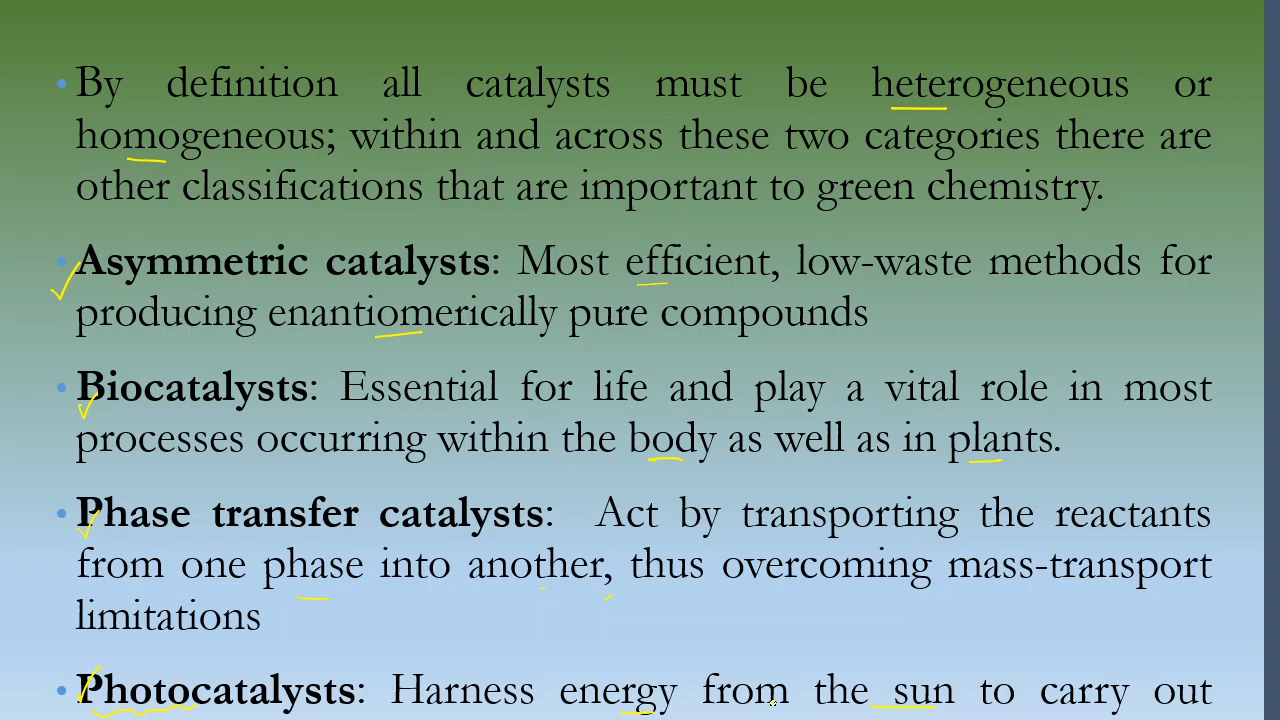 • By definition all catalysts must be heterogeneous or
homogeneous; within and across these two categories there are
other classifications that are important to green chemistry.
• Asymmetric catalysts: Most efficient, low-waste methods for
producing enantiomerically pure compounds
• Biocatalysts: Essential for life and play a vital role in most
processes occurring within the body as well as in plants.
• Phase transfer catalysts: Act by transporting the reactants
from one phase into another, thus overcoming mass-transport
limitations
• Photocatalysts: Harness energy from the sun to carry out